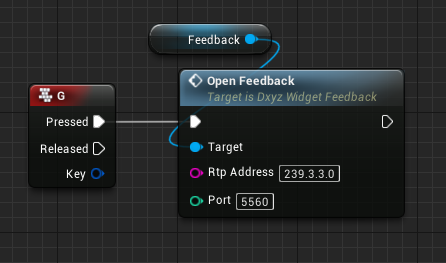 Feedback
G
Pressed
Released
Key
Open Feedback
Target is Dxyz Widget Feedback
Target
Rtp Address 239.3.3.0
Port 5560